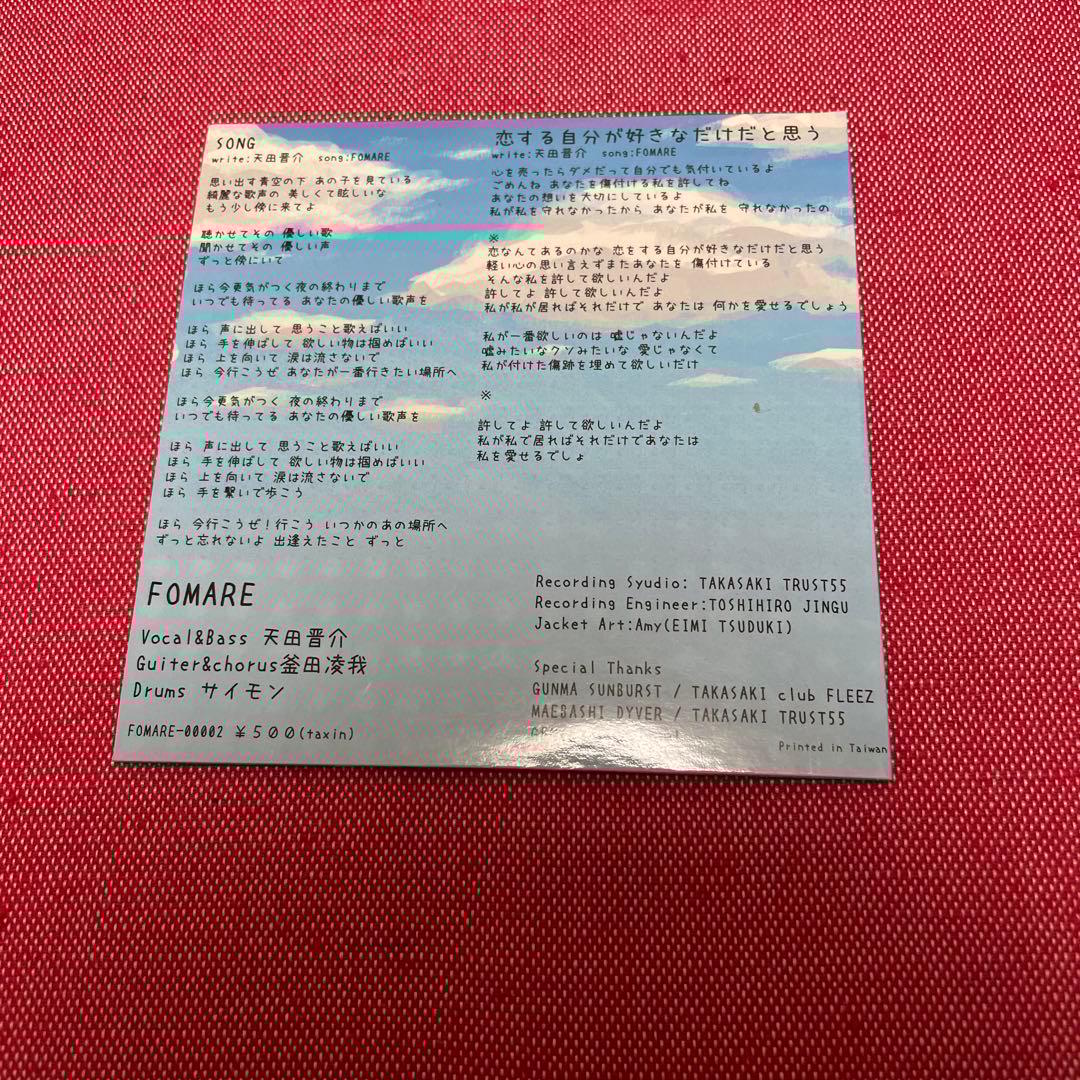 SONG
write:天田晋介 song:FOMARE
思い出す青空の下 あの子を見ている
綺麗な歌声の 美しくて眩しいな
もう少し傍に来てよ
聴かせてその 優しい歌
聞かせてその 優しい声
ずっと傍にいて
ほら今更気がつく夜の終わりまで
いつでも待ってる あなたの優しい歌声を
ほら 声に出して 思うこと歌えばいい
ほら 手を伸ばして 欲しい物は掴めばいい
ほら 上を向いて 涙は流さないで
ほら 今行こうぜ あなたが一番行きたい場所へ
ほら今更気がつく 夜の終わりまで
いつでも待ってる あなたの優しい歌声を
ほら 声に出して 思うこと歌えばいい
ほら 手を伸ばして 欲しい物は掴めばいい
ほら 上を向いて 涙は流さないで
ほら 手を繋いで歩こう
ほら 今行こうぜ!行こう いつかのあの場所へ
ずっと忘れないよ 出逢えたこと ずっと
恋する自分が好きなだけだと思う
write:天田晋介 song:FOMARE
心を売ったらダメだって自分でも気付いているよ
ごめんね あなたを傷付ける私を許してね
あなたの想いを大切にしているよ
私が私を守れなかったから あなたが私を 守れなかったの
※
恋なんてあるのかな 恋をする自分が好きなだけだと思う
軽い心の思い言えずまたあなたを 傷付けている
そんな私を許して欲しいんだよ
許してよ 許して欲しいんだよ
私が私が居ればそれだけで あなたは 何かを愛せるでしょう
私が一番欲しいのは 嘘じゃないんだよ
嘘みたいなクソみたいな 愛じゃなくて
私が付けた傷跡を埋めて欲しいだけ
※
許してよ 許して欲しいんだよ
私が私で居ればそれだけであなたは
私を愛せるでしょ
FOMARE
Vocal&Bass 天田晋介
Guiter&chorus釜田凌我
Drums サイモン
FOMARE-00002 ¥500(taxin)
Recording Syudio: TAKASAKI TRUST55
Recording Engineer:TOSHIHIRO JINGU
Jacket Art:Amy(EIMI TSUDUKI)
Special Thanks
GUNMA SUNBURST / TAKASAKI club FLEEZ
MAEBASHI DYVER / TAKASAKI TRUST55
Printed in Taiwan